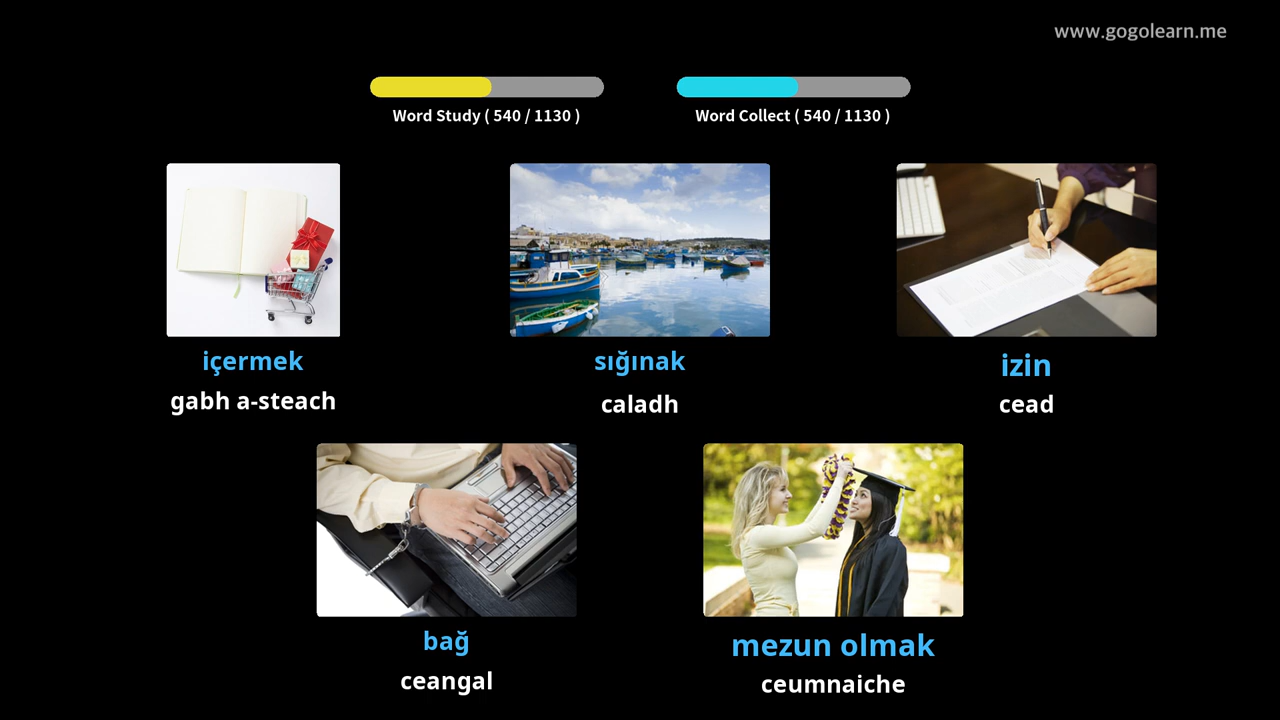 www.gogolearn.me
Word Study ( 540 / 1130 )
Word Collect ( 540 / 1130 )
içermek
gabh a-steach
sığınak
caladh
izin
cead
bağ
ceangal
mezun olmak
ceumnaiche